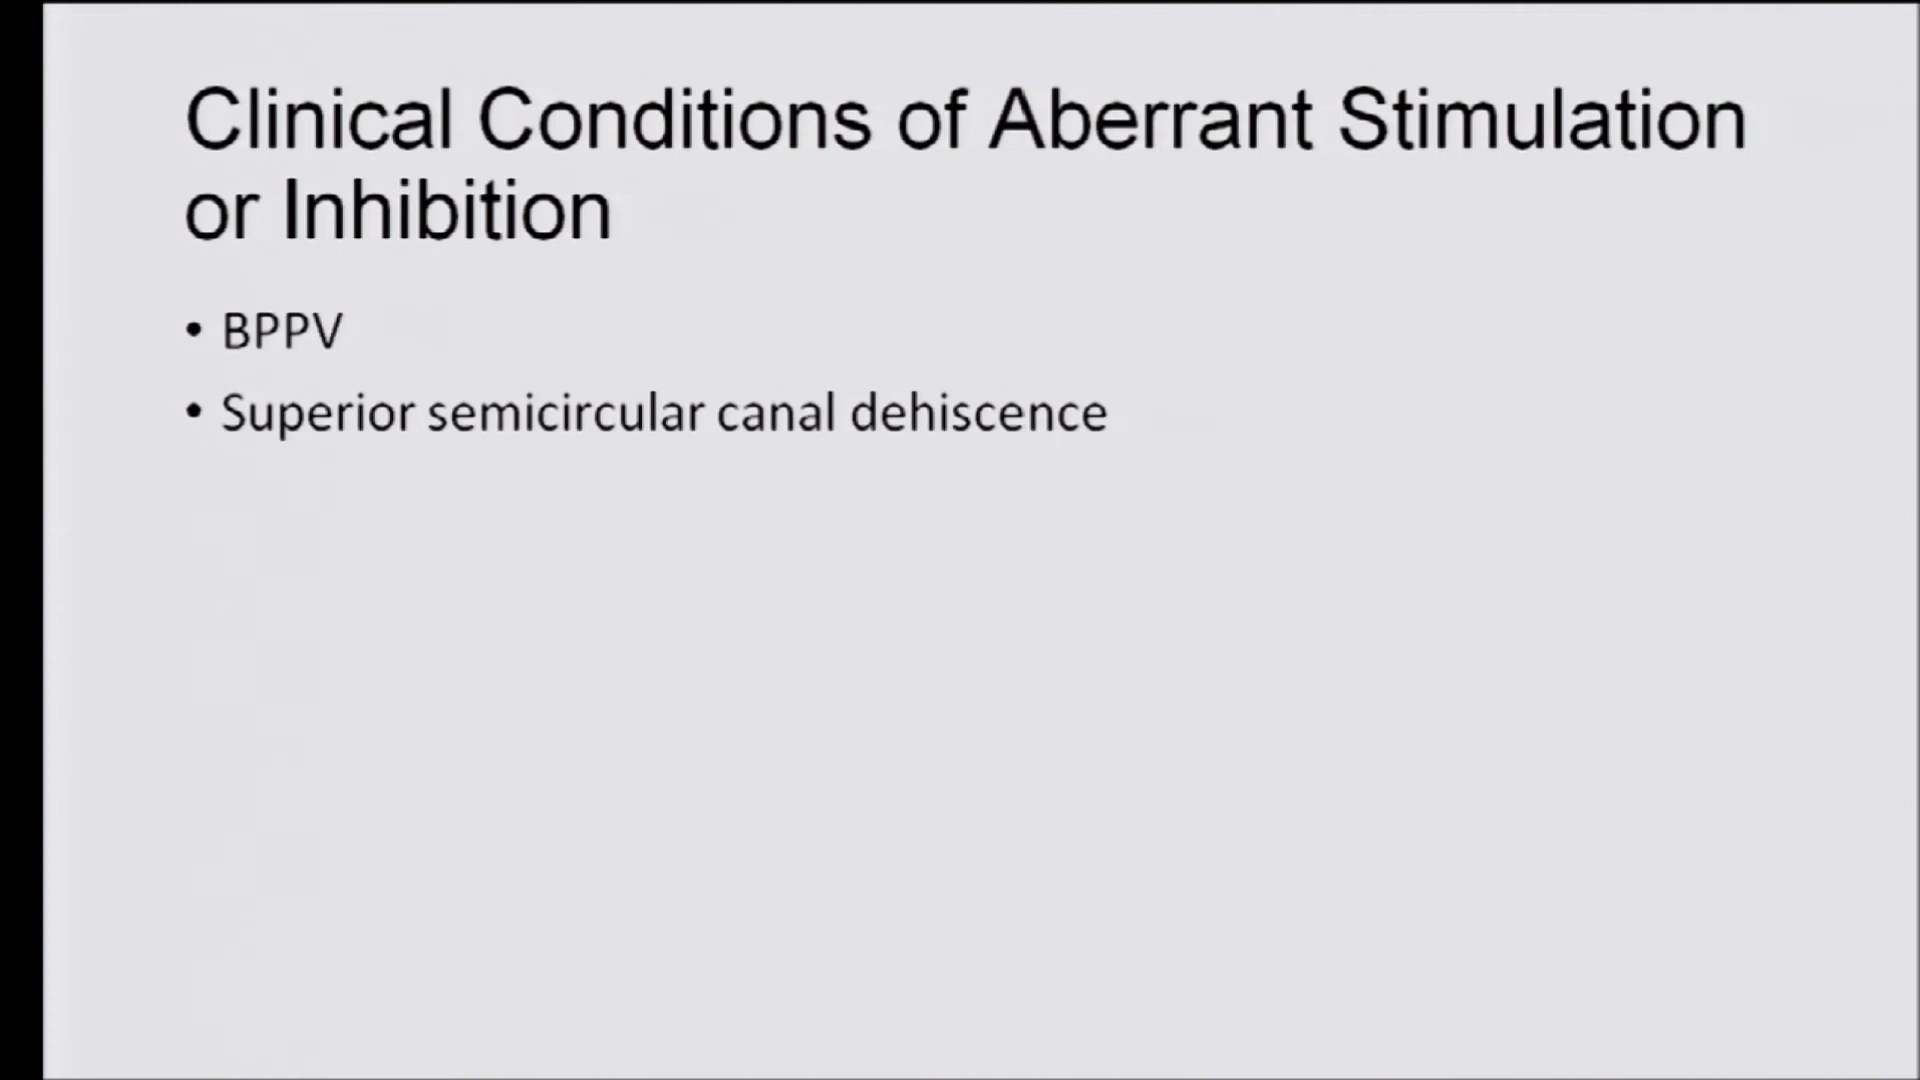 Clinical Conditions of Aberrant Stimulation
or Inhibition
• BPPV
• Superior semicircular canal dehiscence